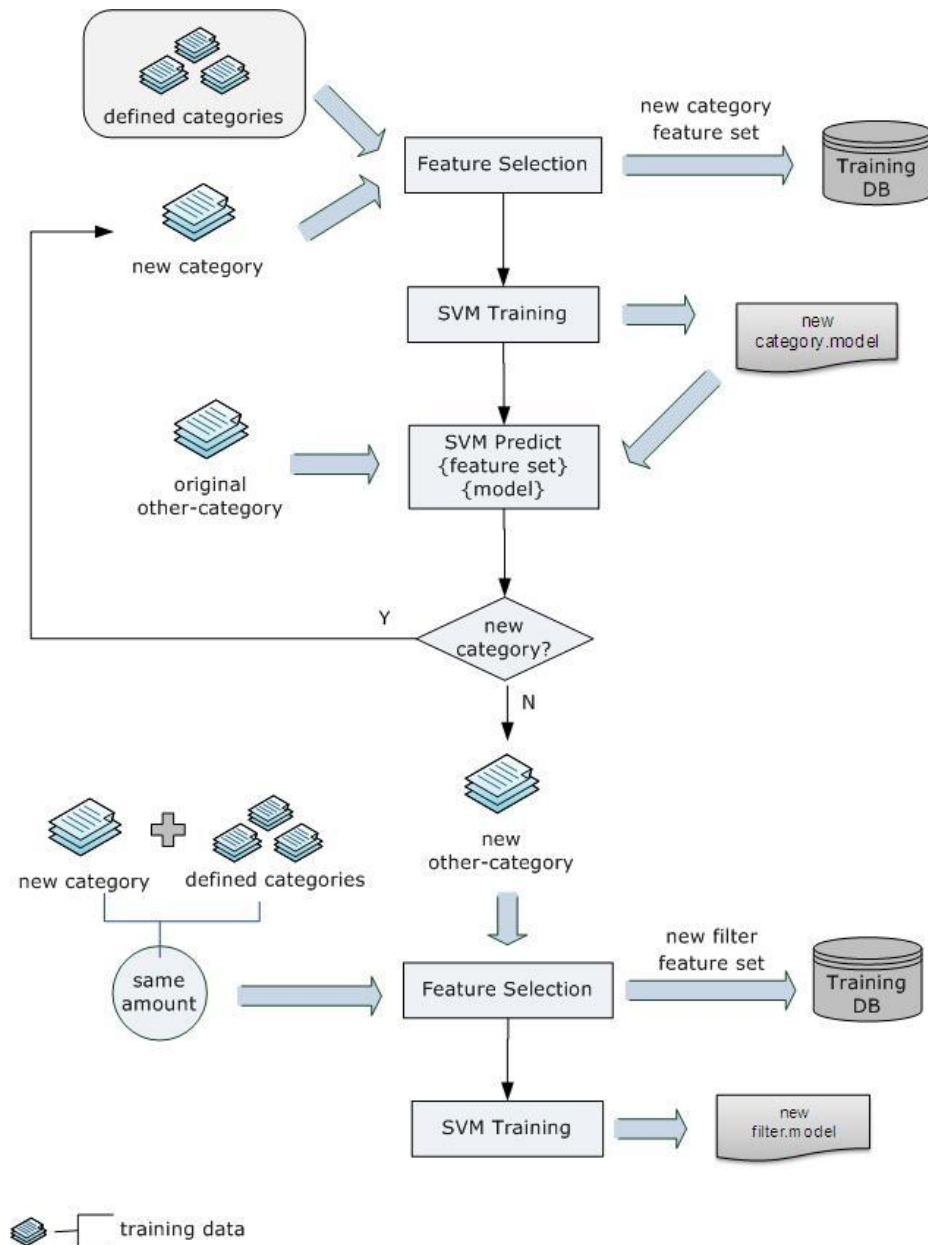 defined categories
new category
feature set
Training
DB
Feature Selection
new category
SVM Training
new
category.model
original
other-category
SVM Predict
{feature set}
{model}
Y
new
category?
N
new
other-category
new category
defined categories
same
amount
new filter
feature set
Feature Selection
Training
DB
SVM Training
new
filter.model
training data